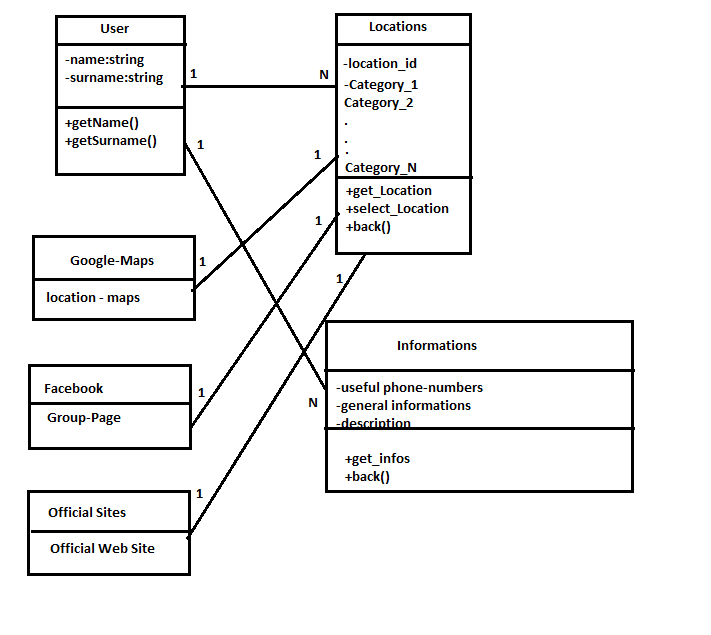 User
-name:string
-surname:string
+getName()
+getSurname()
1
N
1
Locations
-location_id
-Category_1
Category_2
.
.
.
Category_N
+get_Location
+select_Location
+back()
1
1
1
Google-Maps
location - maps
1
Facebook
Group-Page
1
Official Sites
Official Web Site
1
N
Informations
-useful phone-numbers
-general informations
-description
+get_infos
+back()